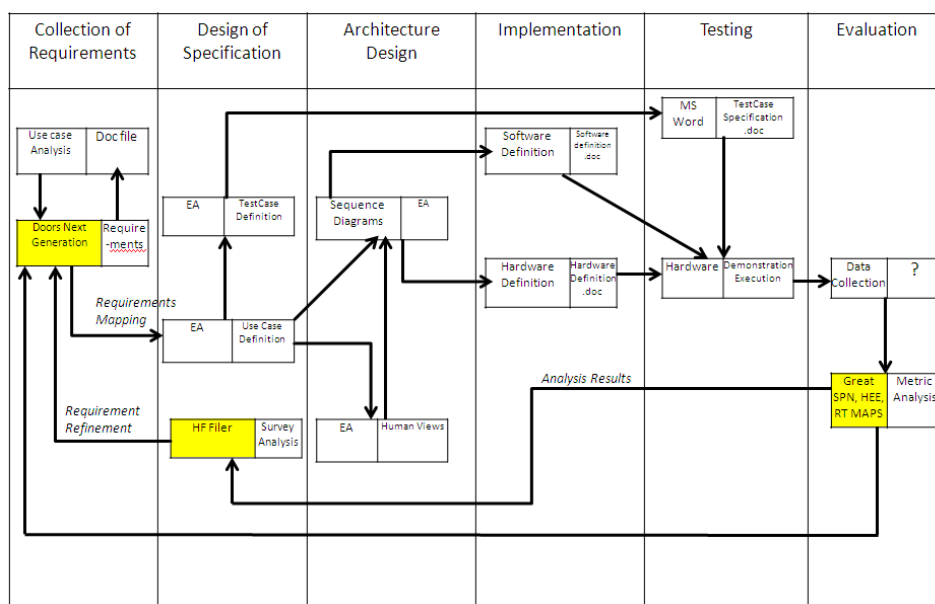 Collection of
Requirements
Design of
Specification
Architecture
Design
Implementation
Testing
Evaluation
Use case
Analysis
Doc file
Doors Next
Generation
Require
-ments
Requirements
Mapping
Requirement
Refinement
EA
TestCase
Definition
EA
Use Case
Definition
HF Filer
Survey
Analysis
Sequence
Diagrams
EA
EA
Human Views
Software
Definition
Software
definition
.doc
Hardware
Definition
Hardware
Definition
.doc
Analysis Results
MS
Word
TestCase
Specification
.doc
Hardware
Demonstration
Execution
Data
Collection
?
Great
SPN, HEE,
RT MAPS
Metric
Analysis